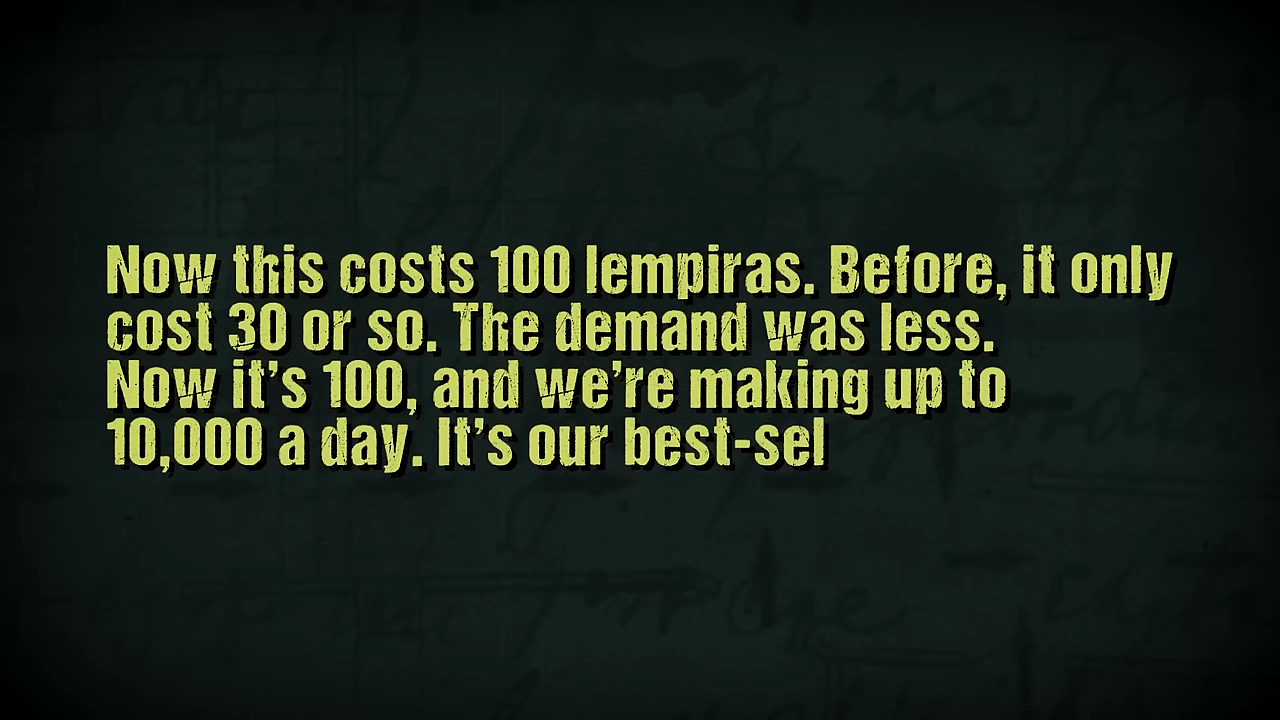 Now this costs 100 lempiras. Before, it only
cost 30 or so. The demand was less.
Now it’s 100, and we’re making up to
10,000 a day. It’s our best-sel